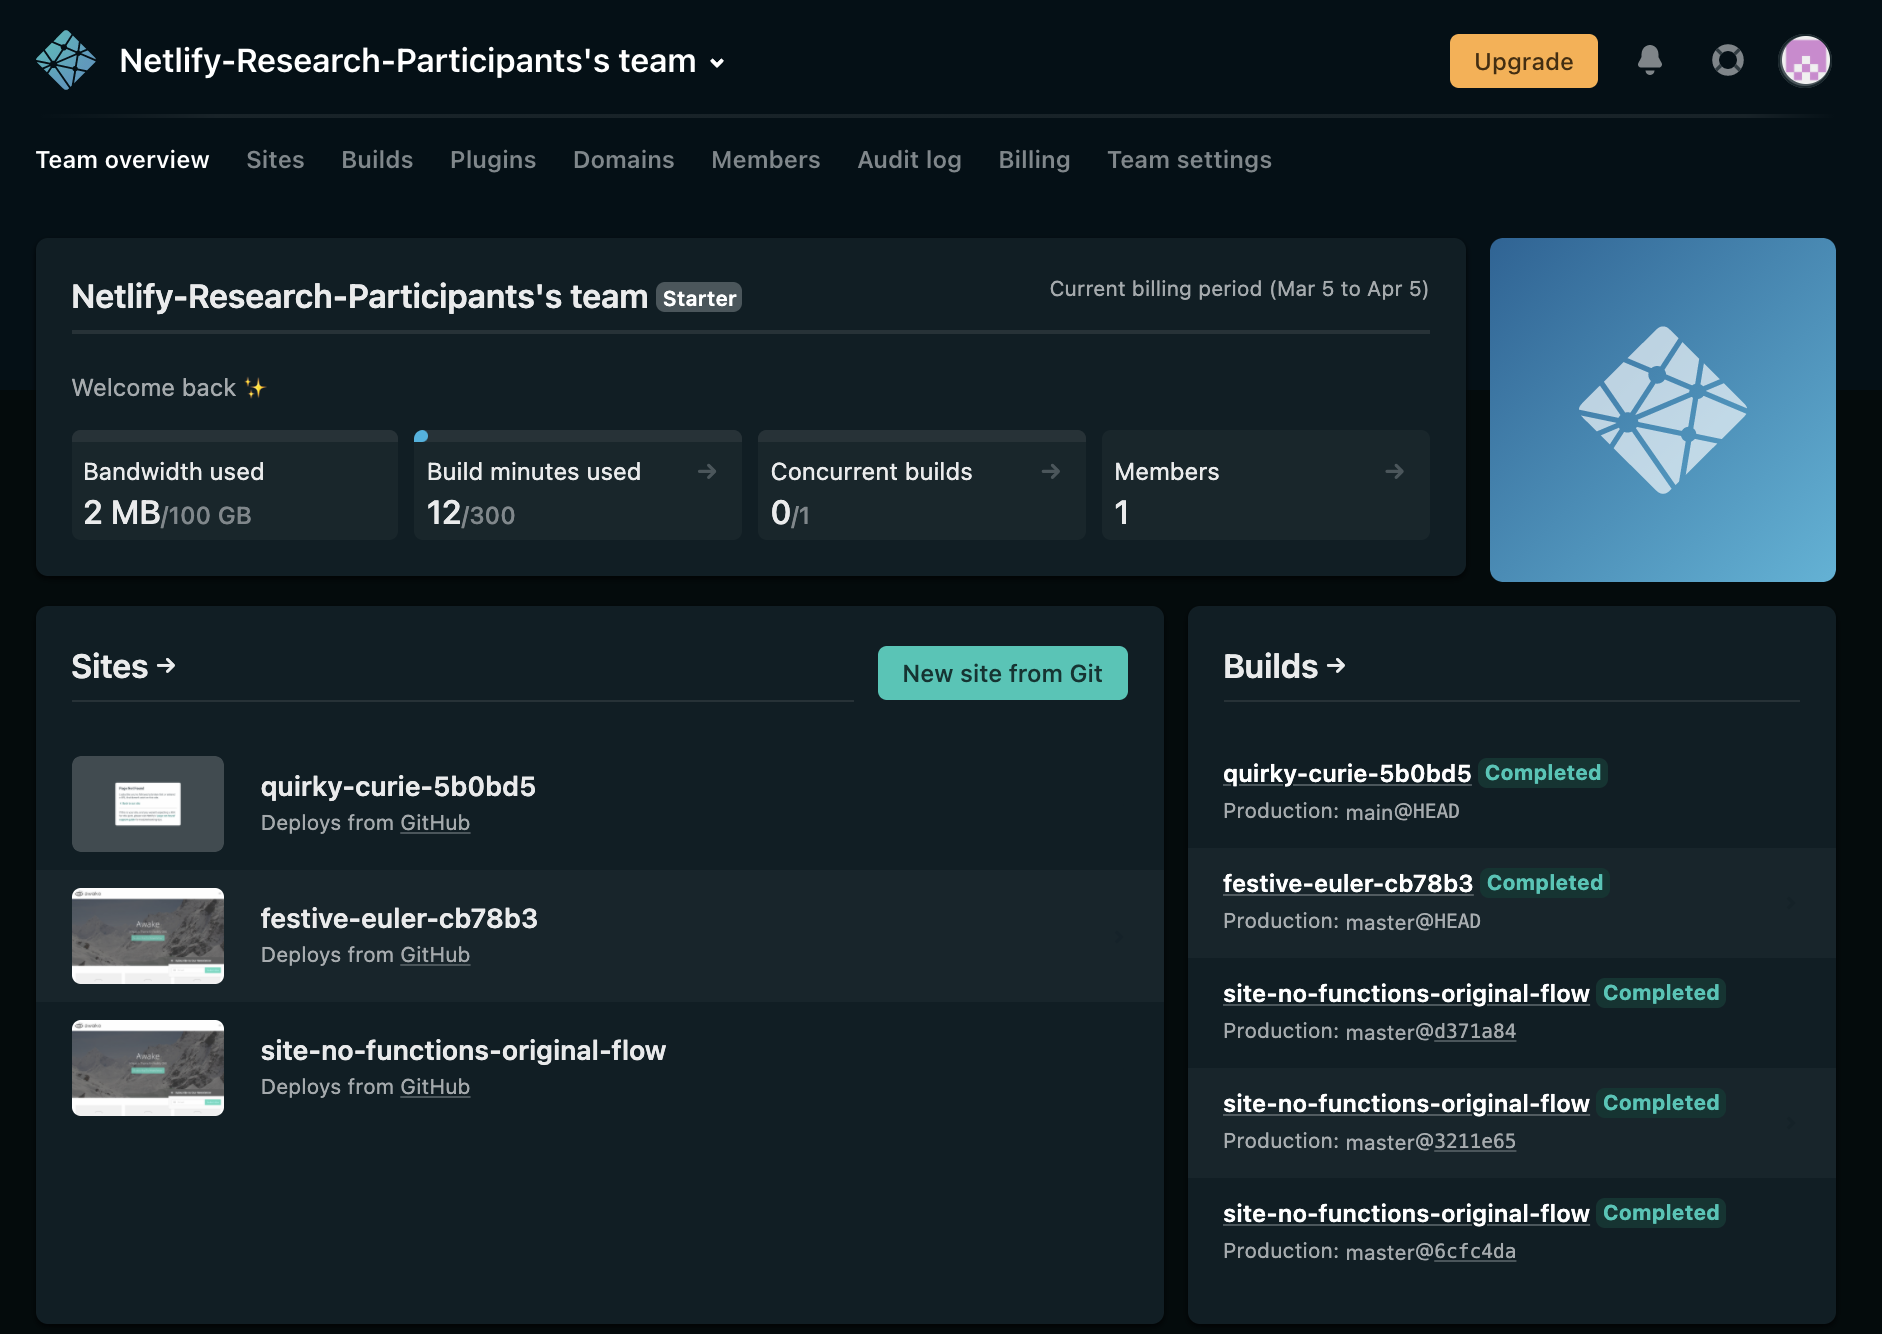 Netlify-Research-Participants's team
Upgrade
Team overview
Sites
Builds
Plugins
Domains
Members
Audit log
Billing
Team settings
Netlify-Research-Participants's team Starter
Current billing period (Mar 5 to Apr 5)
Welcome back ✨
Bandwidth used
2 MB/100 GB
Build minutes used →
12/300
Concurrent builds →
0/1
Members →
1
Sites →
New site from Git
quirky-curie-5b0bd5
Deploys from GitHub
festive-euler-cb78b3
Deploys from GitHub
Awake
site-no-functions-original-flow
Deploys from GitHub
Awake
Builds →
quirky-curie-5b0bd5 Completed
Production: main@HEAD
festive-euler-cb78b3 Completed
Production: master@HEAD
site-no-functions-original-flow Completed
Production: master@d371a84
site-no-functions-original-flow Completed
Production: master@3211e65
site-no-functions-original-flow Completed
Production: master@6cfc4da